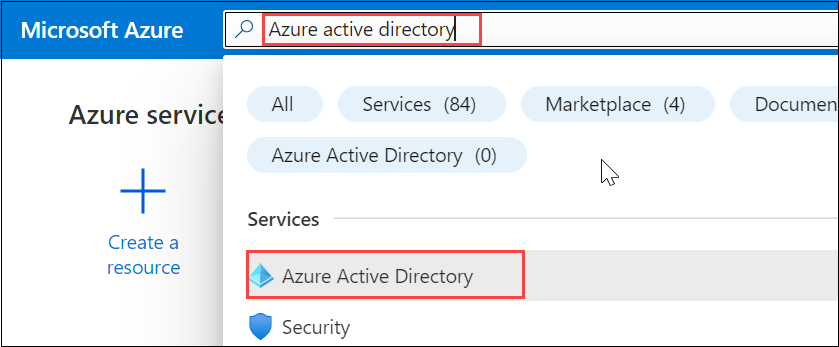 Microsoft Azure
Azure active directory
Azure service
All
Services (84)
Marketplace (4)
Documen
Azure Active Directory (0)
Create a
resource
Services
Azure Active Directory
Security